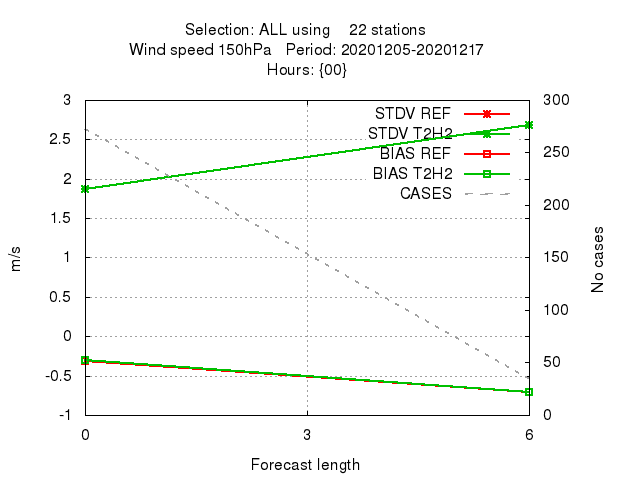 Selection: ALL using    22 stations
Wind speed 150hPa   Period: 20201205-20201217
Hours: {00}
3
2.5
2
1.5
1
0.5
0
-0.5
-1
m/s
STDV REF
STDV T2H2
BIAS REF
BIAS T2H2
CASES
300
250
200
150
100
50
0
No cases
0 3 6
Forecast length